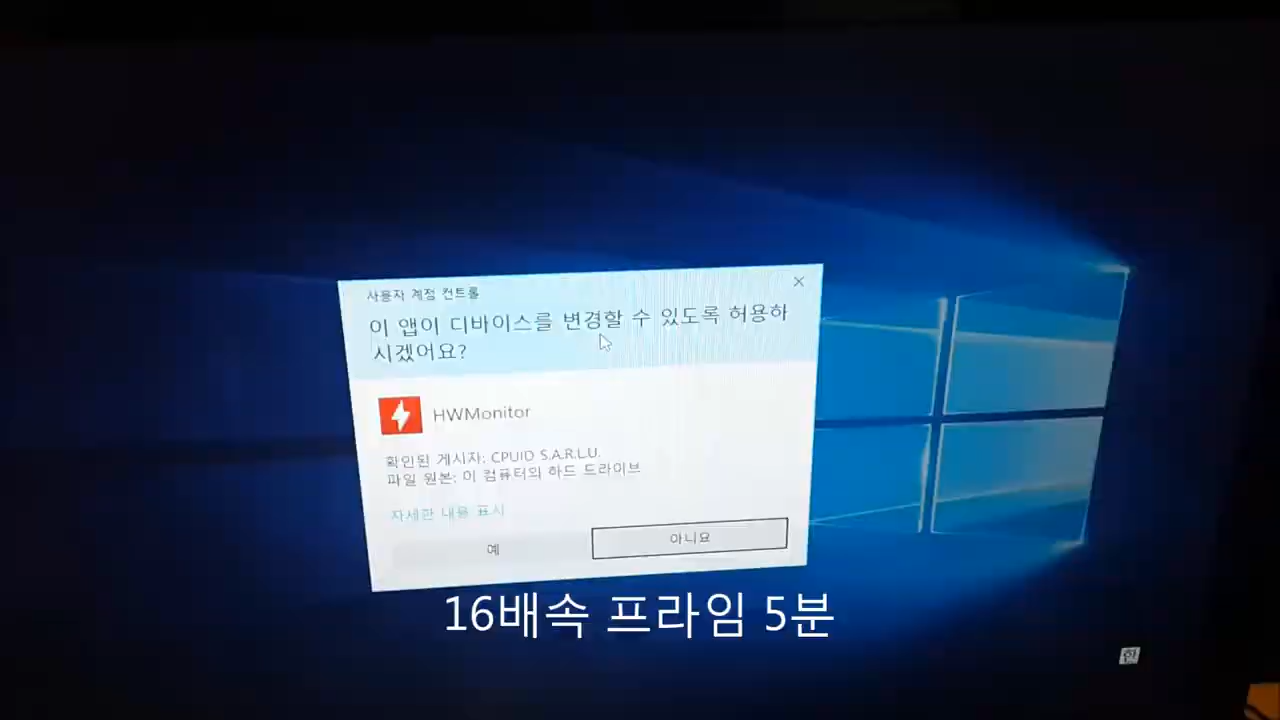 사용자 계정 컨트롤
이 앱이 디바이스를 변경할 수 있도록 허용하
시겠어요?
HWMonitor
확인된 게시자: CPUID S.A.R.L.U.
파일 원본: 이 컴퓨터의 하드 드라이브
자세한 내용 표시
예
아니요
16배속 프라임 5분
한